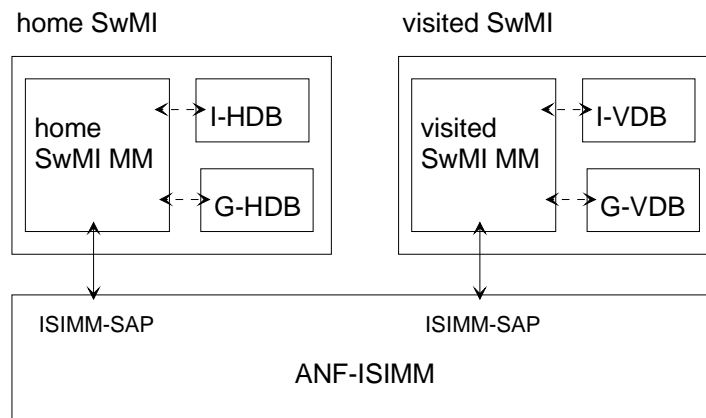 home SwMI
visited SwMI
home
SwMI MM
I-HDB
G-HDB
visited
SwMI MM
I-VDB
G-VDB
ISIMM-SAP
ISIMM-SAP
ANF-ISIMM